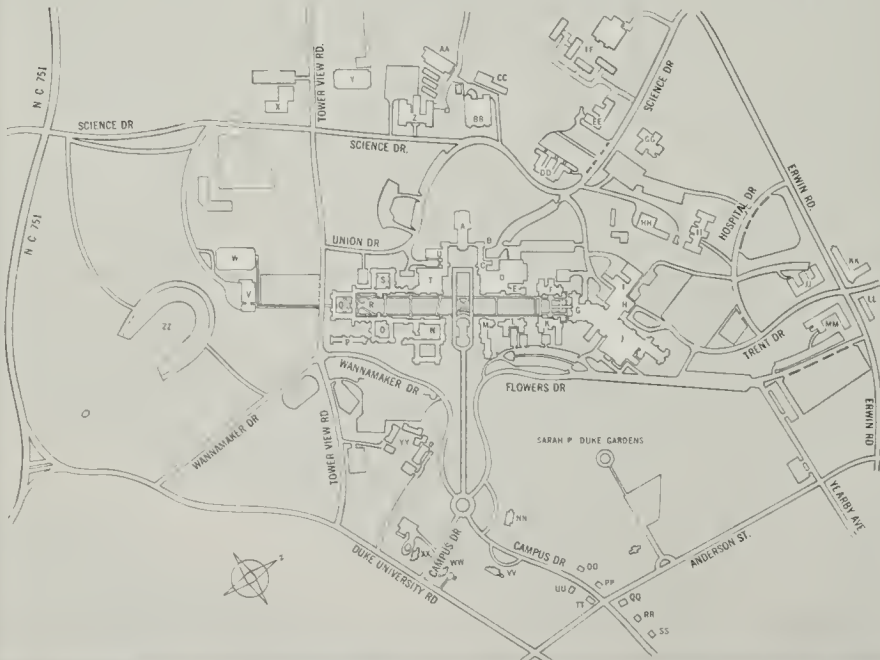 N C 751
TOWER VIEW RD.
AA
CC
FF
Y
X
Z
BB
SCIENCE DR
EE
SCIENCE DR
SCIENCE DR.
GG
DD
ERWIN RD.
HOSPITAL DR
HH
II
A
N C 751
UNION DR
B
C
W
T
S
D
E
KK
JJ
I
V
Q
R
H
G
LL
ZZ
O
N
M
K
J
MM
P
TRENT DR
WANNAMAKER DR
FLOWERS DR
ERWIN RD
WANNAMAKER DR
TOWER VIEW RD
YY
SARAH P DUKE GARDENS
YEARBY AVE
NN
CAMPUS DR
CAMPUS DR
XX
WW
VV
ANDERSON ST.
DUKE UNIVERSITY RD
OO
PP
UU
TT
QQ
RR
SS